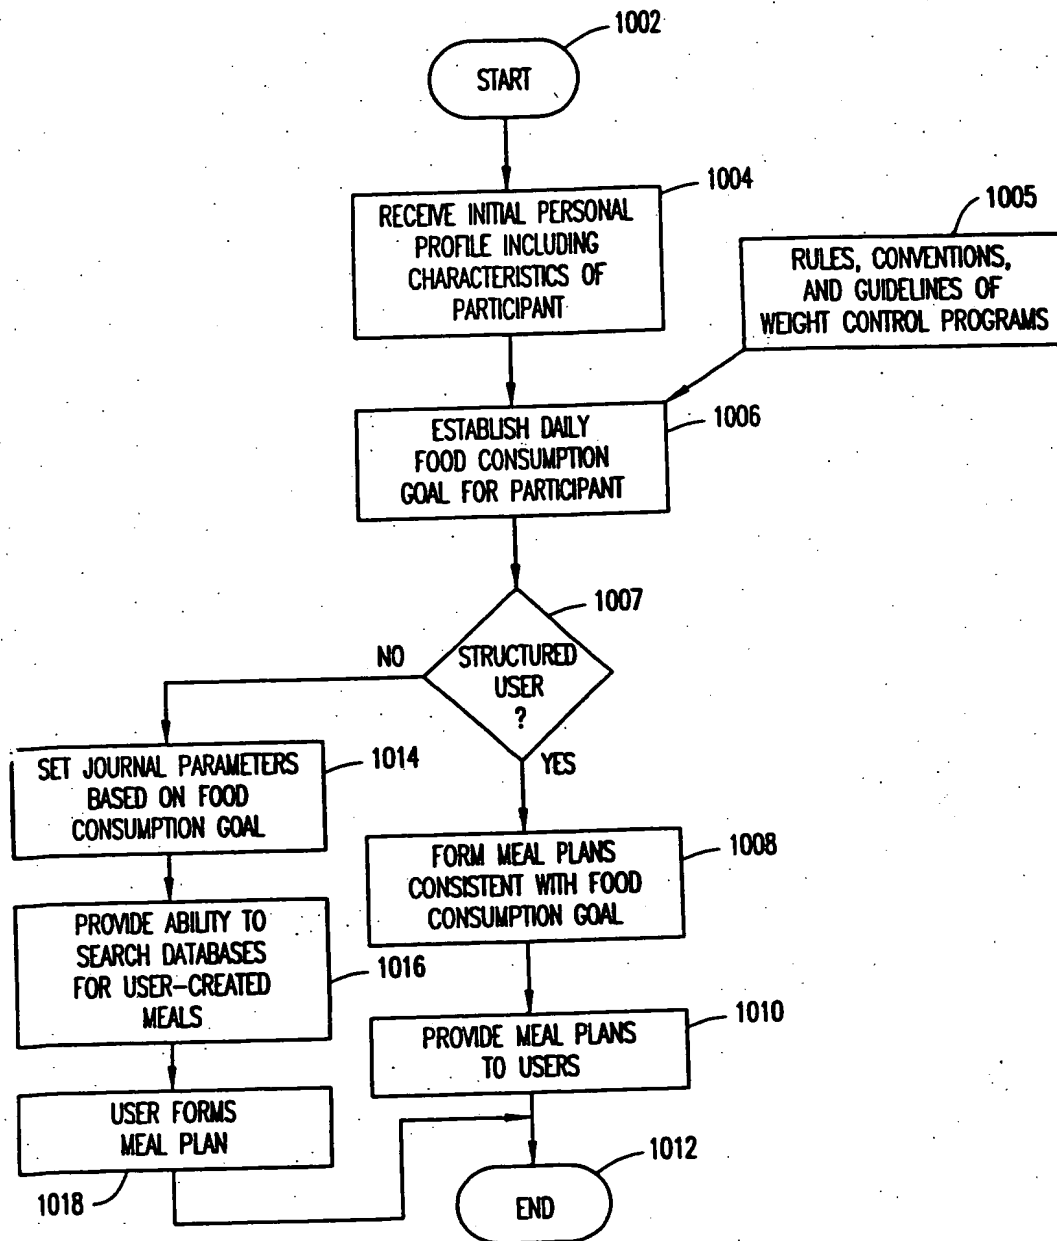 1002
START
1004
RECEIVE INITIAL PERSONAL
PROFILE INCLUDING
CHARACTERISTICS OF
PARTICIPANT
1005
RULES, CONVENTIONS,
AND GUIDELINES OF
WEIGHT CONTROL PROGRAMS
ESTABLISH DAILY
FOOD CONSUMPTION
GOAL FOR PARTICIPANT
1006
1007
STRUCTURED
USER
?
NO
YES
SET JOURNAL PARAMETERS
BASED ON FOOD
CONSUMPTION GOAL
1014
FORM MEAL PLANS
CONSISTENT WITH FOOD
CONSUMPTION GOAL
1008
PROVIDE ABILITY TO
SEARCH DATABASES
FOR USER-CREATED
MEALS
1016
PROVIDE MEAL PLANS
TO USERS
1010
USER FORMS
MEAL PLAN
1018
1012
END